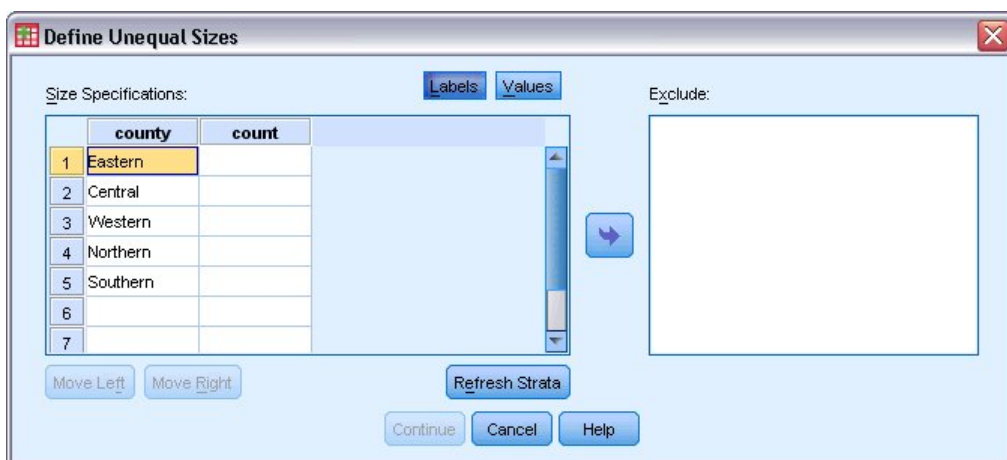 Define Unequal Sizes
Size Specifications:
Labels
Values
Exclude:
county count
1 Eastern
2 Central
3 Western
4 Northern
5 Southern
6
7
Move Left
Move Right
Refresh Strata
Continue
Cancel
Help